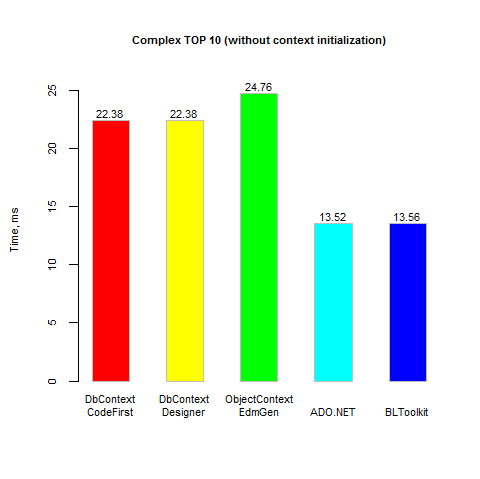 Complex TOP 10 (without context initialization)
Time, ms
25
20
15
10
5
0
22.38
22.38
24.76
13.52
13.56
DbContext
CodeFirst
DbContext
Designer
ObjectContext
EdmGen
ADO.NET
BLToolkit